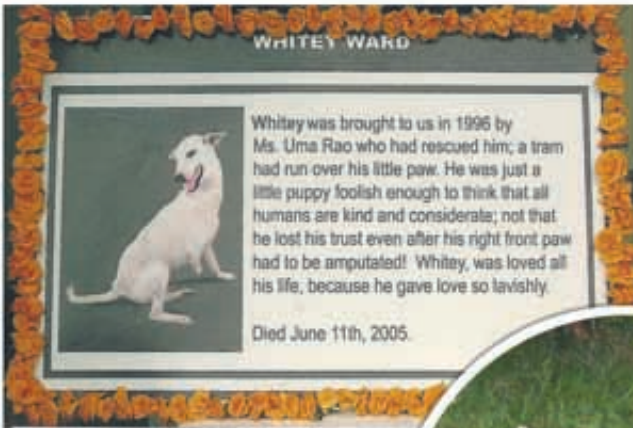 WHITEY WARD
Whitey was brought to us in 1996 by
Ms. Uma Rao who had rescued him; a tram
had run over his little paw. He was just a
little puppy foolish enough to think that all
humans are kind and considerate; not that
he lost his trust even after his right front paw
had to be amputated! Whitey, was loved all
his life, because he gave love so lavishly.
Died June 11th, 2005.